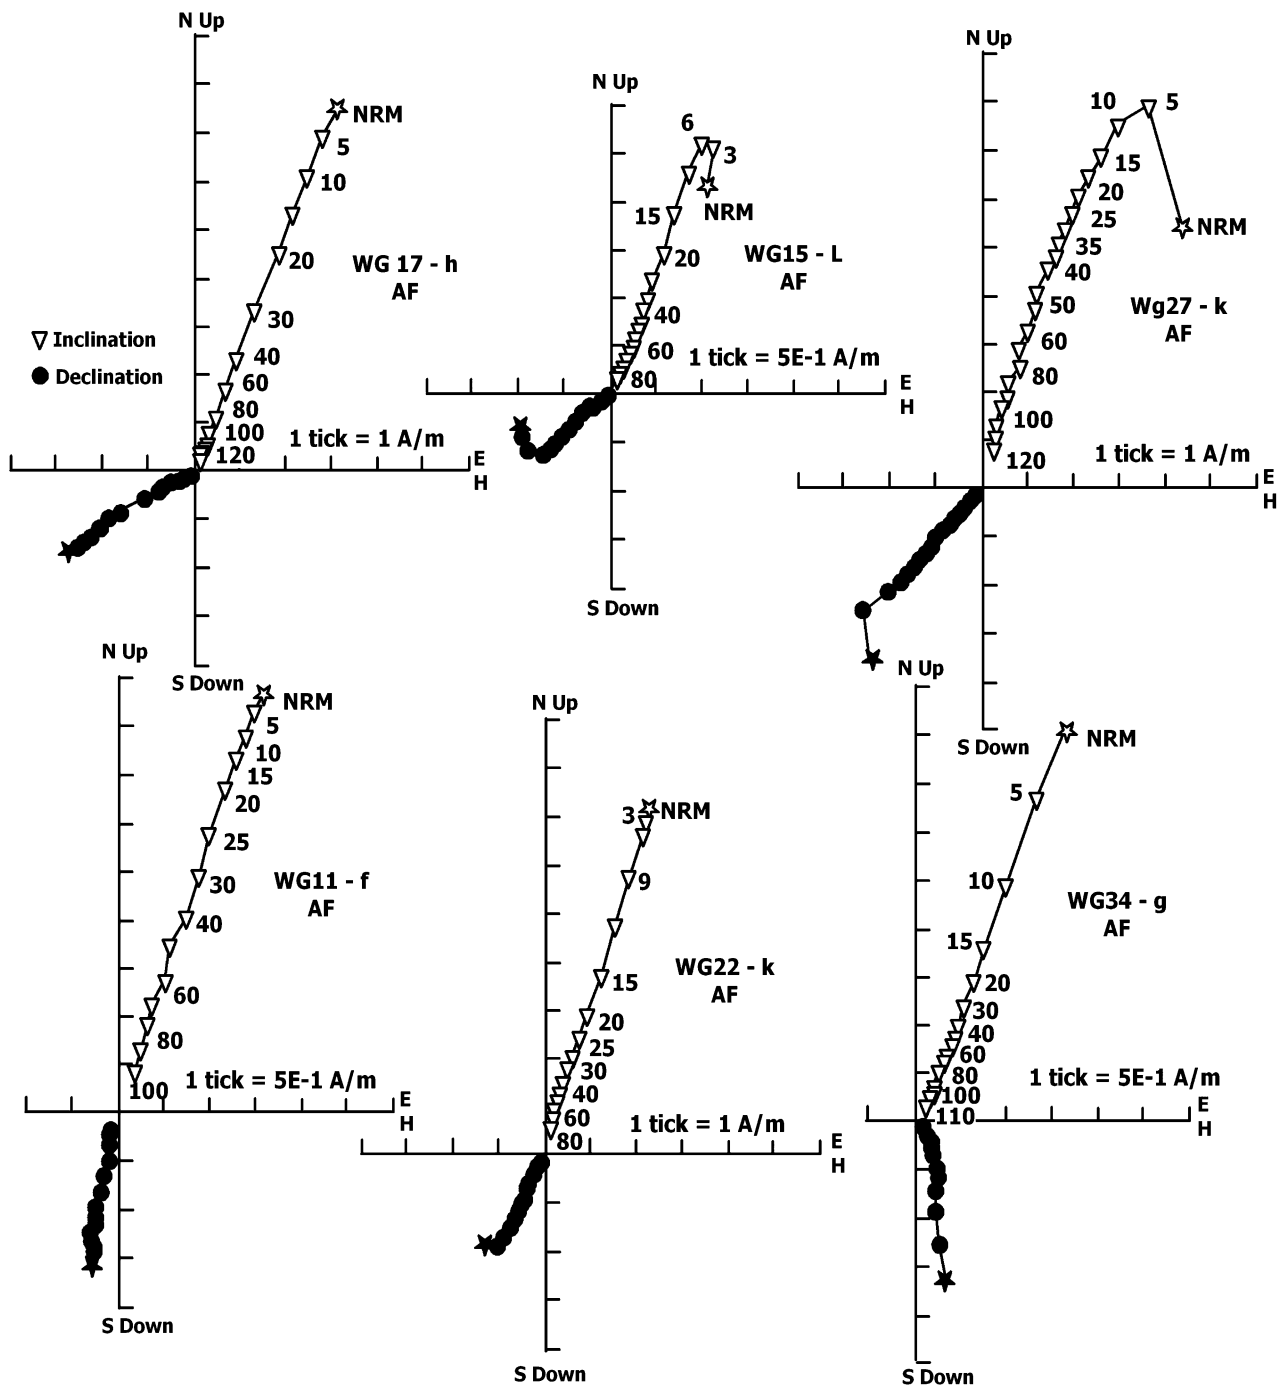 N Up
NRM
5
10
20
30
40
60
80
100
120
WG 17 - h
AF
1 tick = 1 A/m
E
H
S Down
Inclination
Declination
N Up
6
3
NRM
15
20
40
60
80
WG15 - L
AF
1 tick = 5E-1 A/m
E
H
S Down
N Up
10
5
15
20
25
35
40
50
60
80
100
120
NRM
Wg27 - k
AF
1 tick = 1 A/m
E
H
S Down
N Up
NRM
5
10
15
20
25
30
40
60
80
100
WG11 - f
AF
1 tick = 5E-1 A/m
E
H
S Down
N Up
3
NRM
9
15
20
25
30
40
60
80
WG22 - k
AF
1 tick = 1 A/m
E
H
S Down
N Up
NRM
5
10
15
20
30
40
60
80
100
110
WG34 - g
AF
1 tick = 5E-1 A/m
E
H
S Down